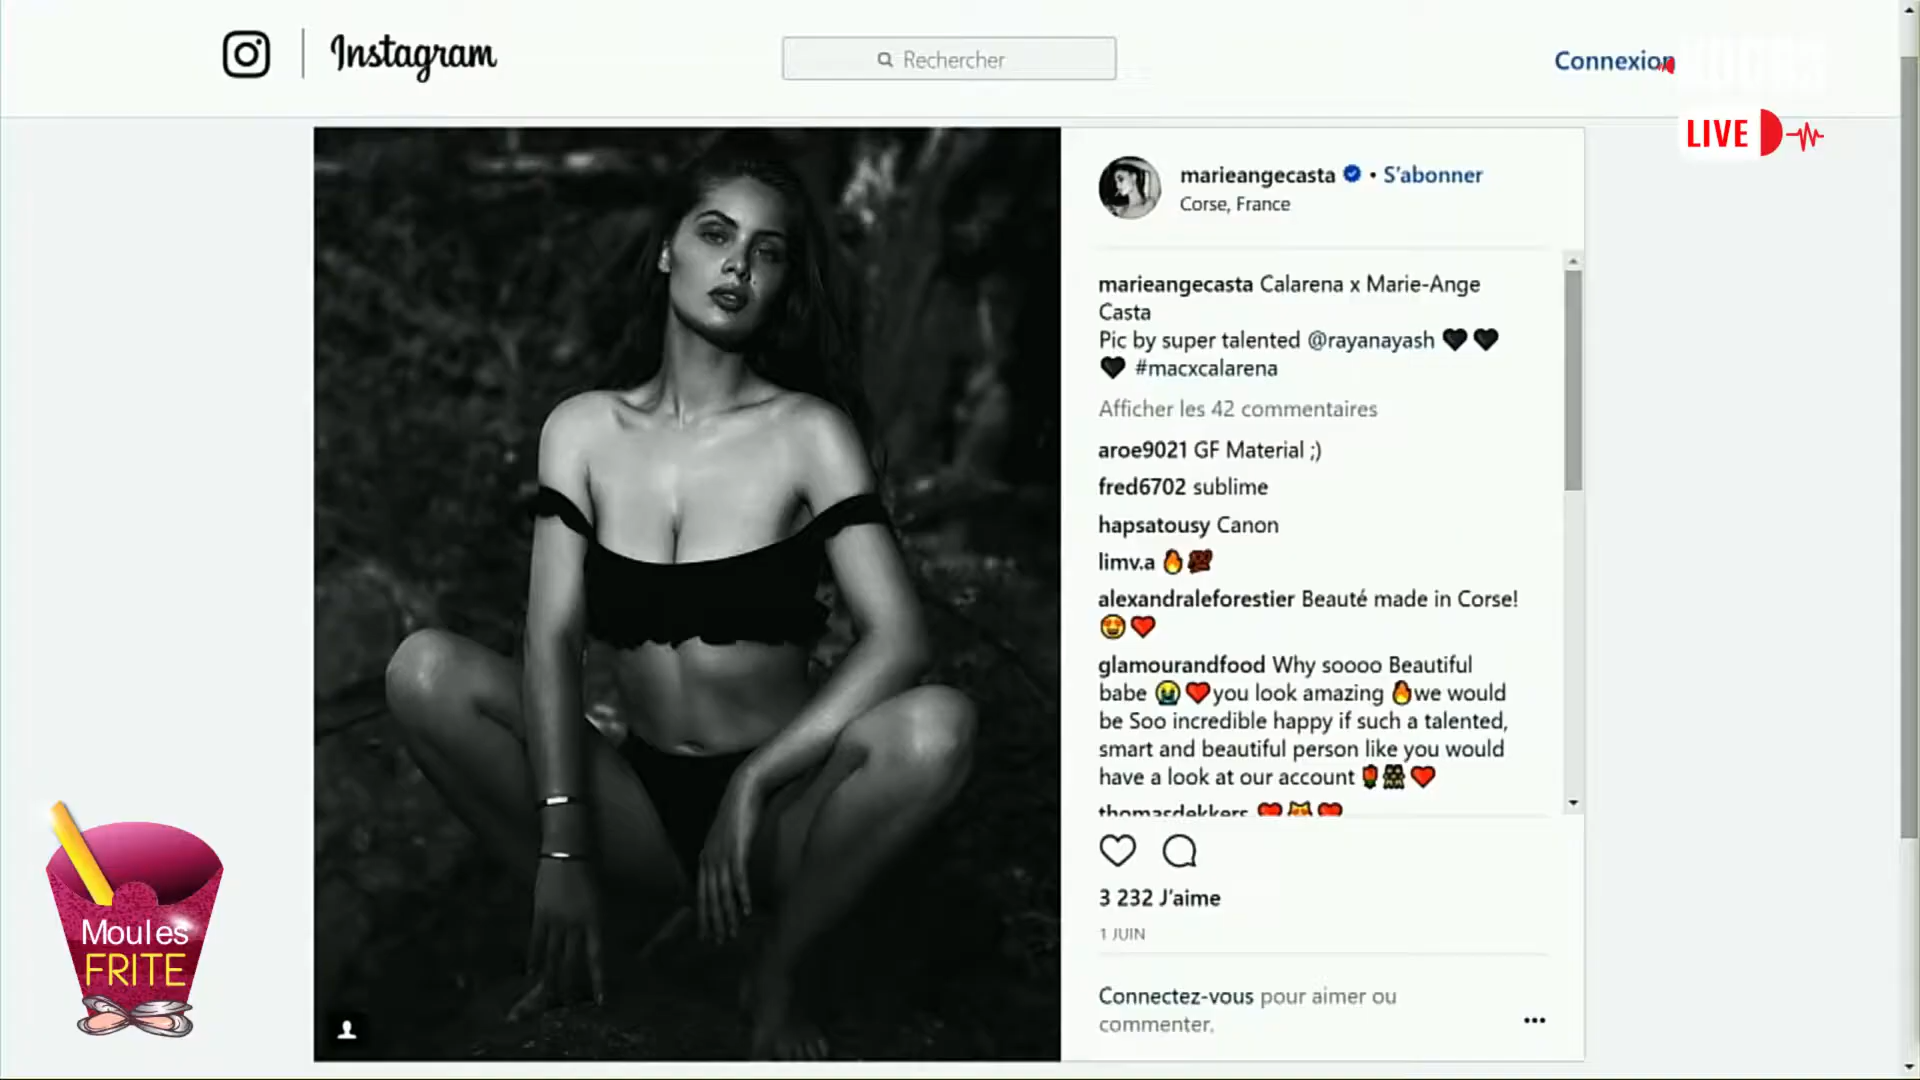 Instagram
Rechercher
Connexion
LIVE
marieangecasta • S'abonner
Corse, France
marieangecasta Calarena x Marie-Ange
Casta
Pic by super talented @rayanayash 🖤🖤
🖤 #macxcalarena
Afficher les 42 commentaires
aroe9021 GF Material ;)
fred6702 sublime
hapsatousy Canon
limv.a 🔥💯
alexandraleforestier Beauté made in Corse!
😍❤️
glamourandfood Why soooo Beautiful
babe 😭❤️you look amazing 🔥we would
be Soo incredible happy if such a talented,
smart and beautiful person like you would
have a look at our account
thomasdekkers ❤️😻❤️
3 232 J'aime
1 JUIN
Connectez-vous pour aimer ou
commenter.
Moules
FRITE